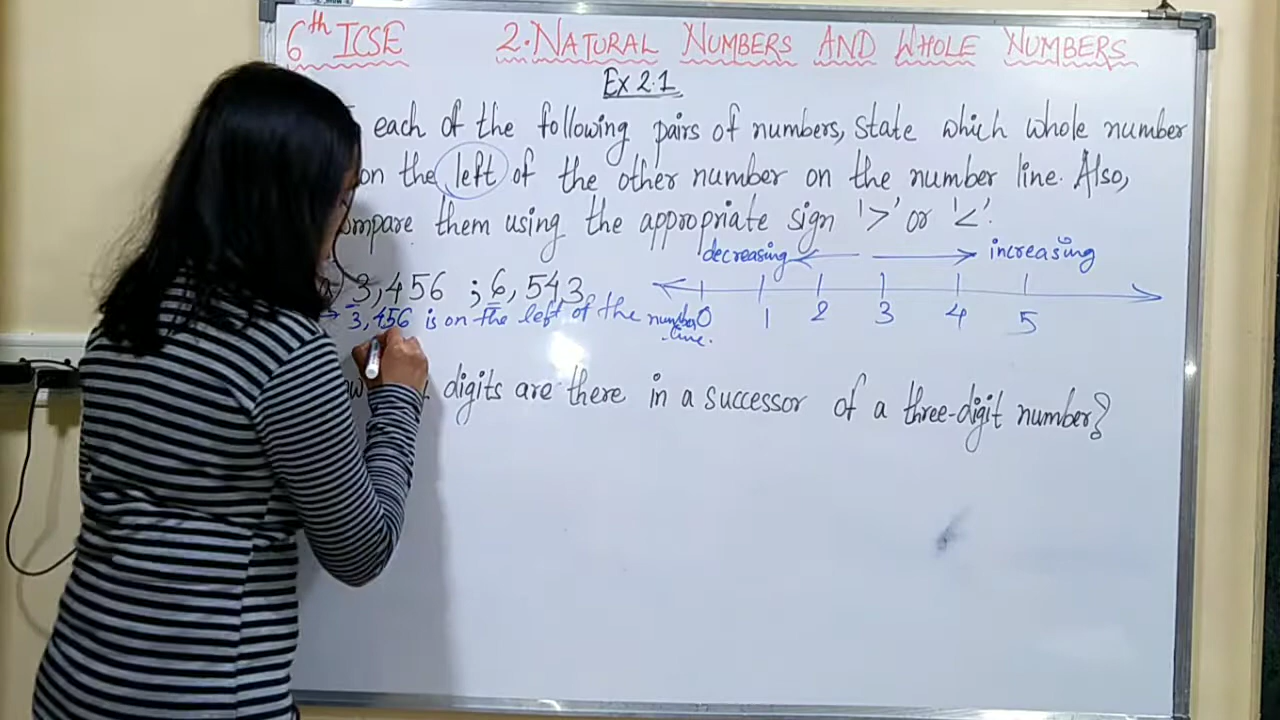 6th ICSE 2. NATURAL NUMBERS AND WHOLE NUMBERS
Ex 2.1
each of the following pairs of numbers, state which whole number
on the left of the other number on the number line. Also,
ompare them using the appropriate sign '>' or '<'.
decreasing increasing
a) 3,456 ; 6,543
→ 3,456 is on the left of the number line.
0 1 2 3 4 5
digits are there in a successor of a three-digit number?